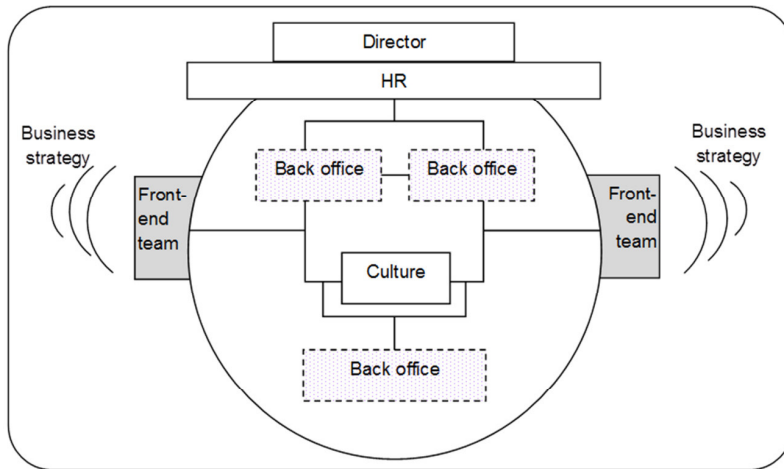 Director
HR
Business
strategy
Business
strategy
Back office
Back office
Front-
end
team
Front-
end
team
Culture
Back office